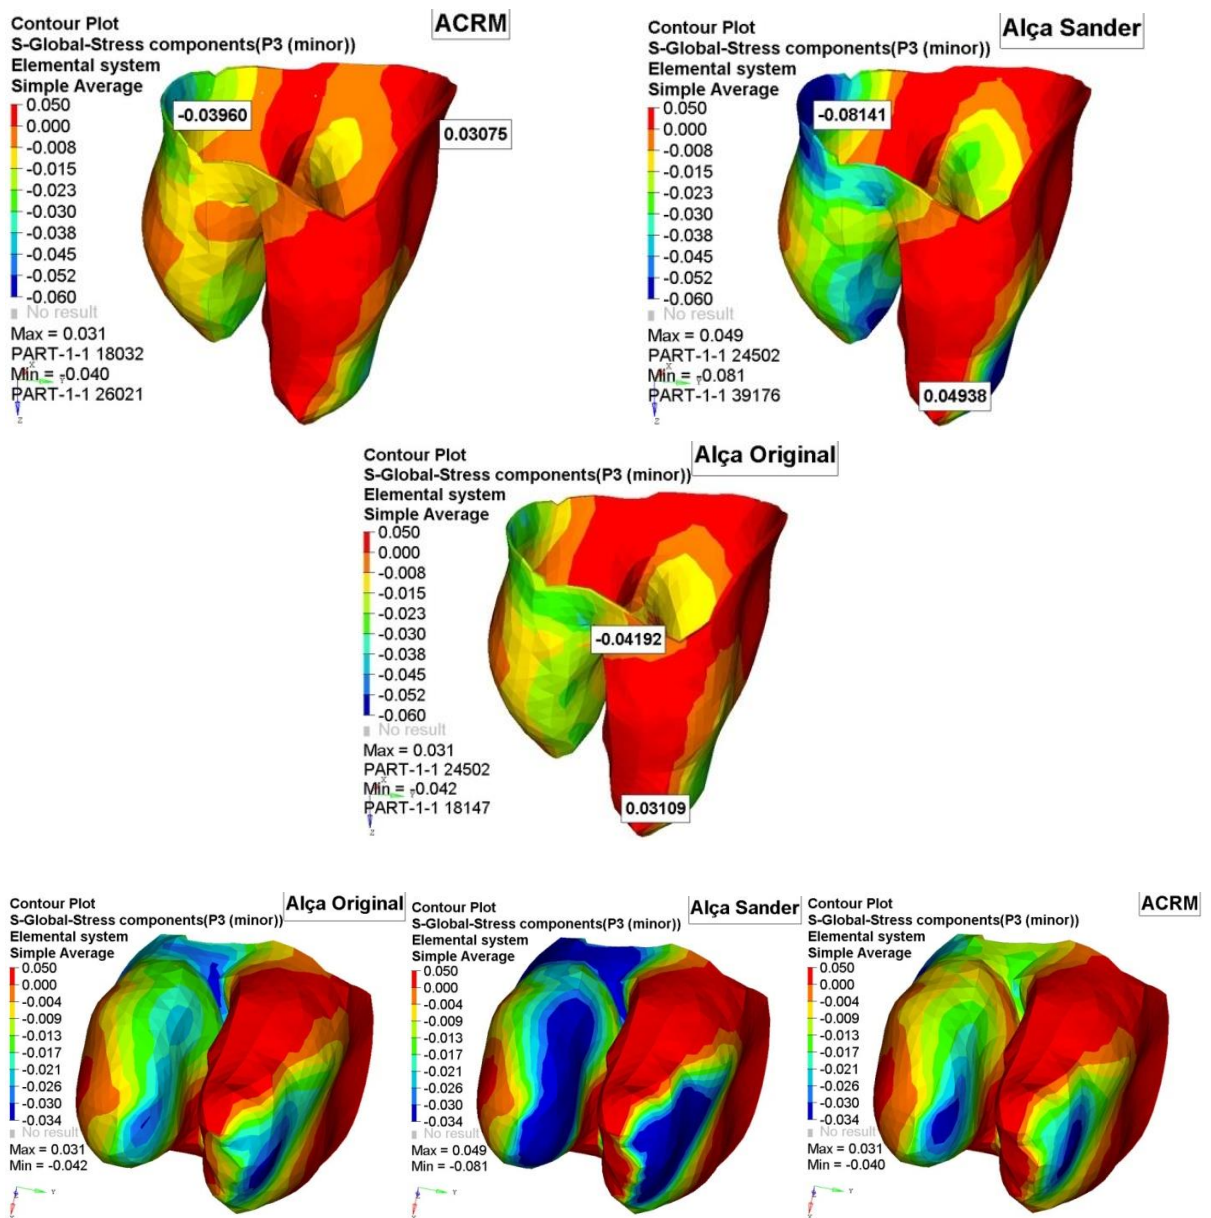 Contour Plot
S-Global-Stress components(P3 (minor))
Elemental system
Simple Average
ACRM
0.050
0.000
-0.008
-0.015
-0.023
-0.030
-0.038
-0.045
-0.052
-0.060
No result
Max = 0.031
PART-1-1 18032
Min = -0.040
PART-1-1 26021
X
Y
Z
-0.03960
0.03075
Contour Plot
S-Global-Stress components(P3 (minor))
Elemental system
Simple Average
Alça Sander
0.050
0.000
-0.008
-0.015
-0.023
-0.030
-0.038
-0.045
-0.052
-0.060
No result
Max = 0.049
PART-1-1 24502
Min = -0.081
PART-1-1 39176
X
Y
Z
-0.08141
0.04938
Contour Plot
S-Global-Stress components(P3 (minor))
Elemental system
Simple Average
Alça Original
0.050
0.000
-0.008
-0.015
-0.023
-0.030
-0.038
-0.045
-0.052
-0.060
No result
Max = 0.031
PART-1-1 24502
Min = -0.042
PART-1-1 18147
X
Y
Z
-0.04192
0.03109
Contour Plot
S-Global-Stress components(P3 (minor))
Elemental system
Simple Average
Alça Original
0.050
0.000
-0.004
-0.009
-0.013
-0.017
-0.021
-0.026
-0.030
-0.034
No result
Max = 0.031
Min = -0.042
Z
Y
X
Contour Plot
S-Global-Stress components(P3 (minor))
Elemental system
Simple Average
Alça Sander
0.050
0.000
-0.004
-0.009
-0.013
-0.017
-0.021
-0.026
-0.030
-0.034
No result
Max = 0.049
Min = -0.081
Z
Y
X
Contour Plot
S-Global-Stress components(P3 (minor))
Elemental system
Simple Average
ACRM
0.050
0.000
-0.004
-0.009
-0.013
-0.017
-0.021
-0.026
-0.030
-0.034
No result
Max = 0.031
Min = -0.040
Z
Y
X